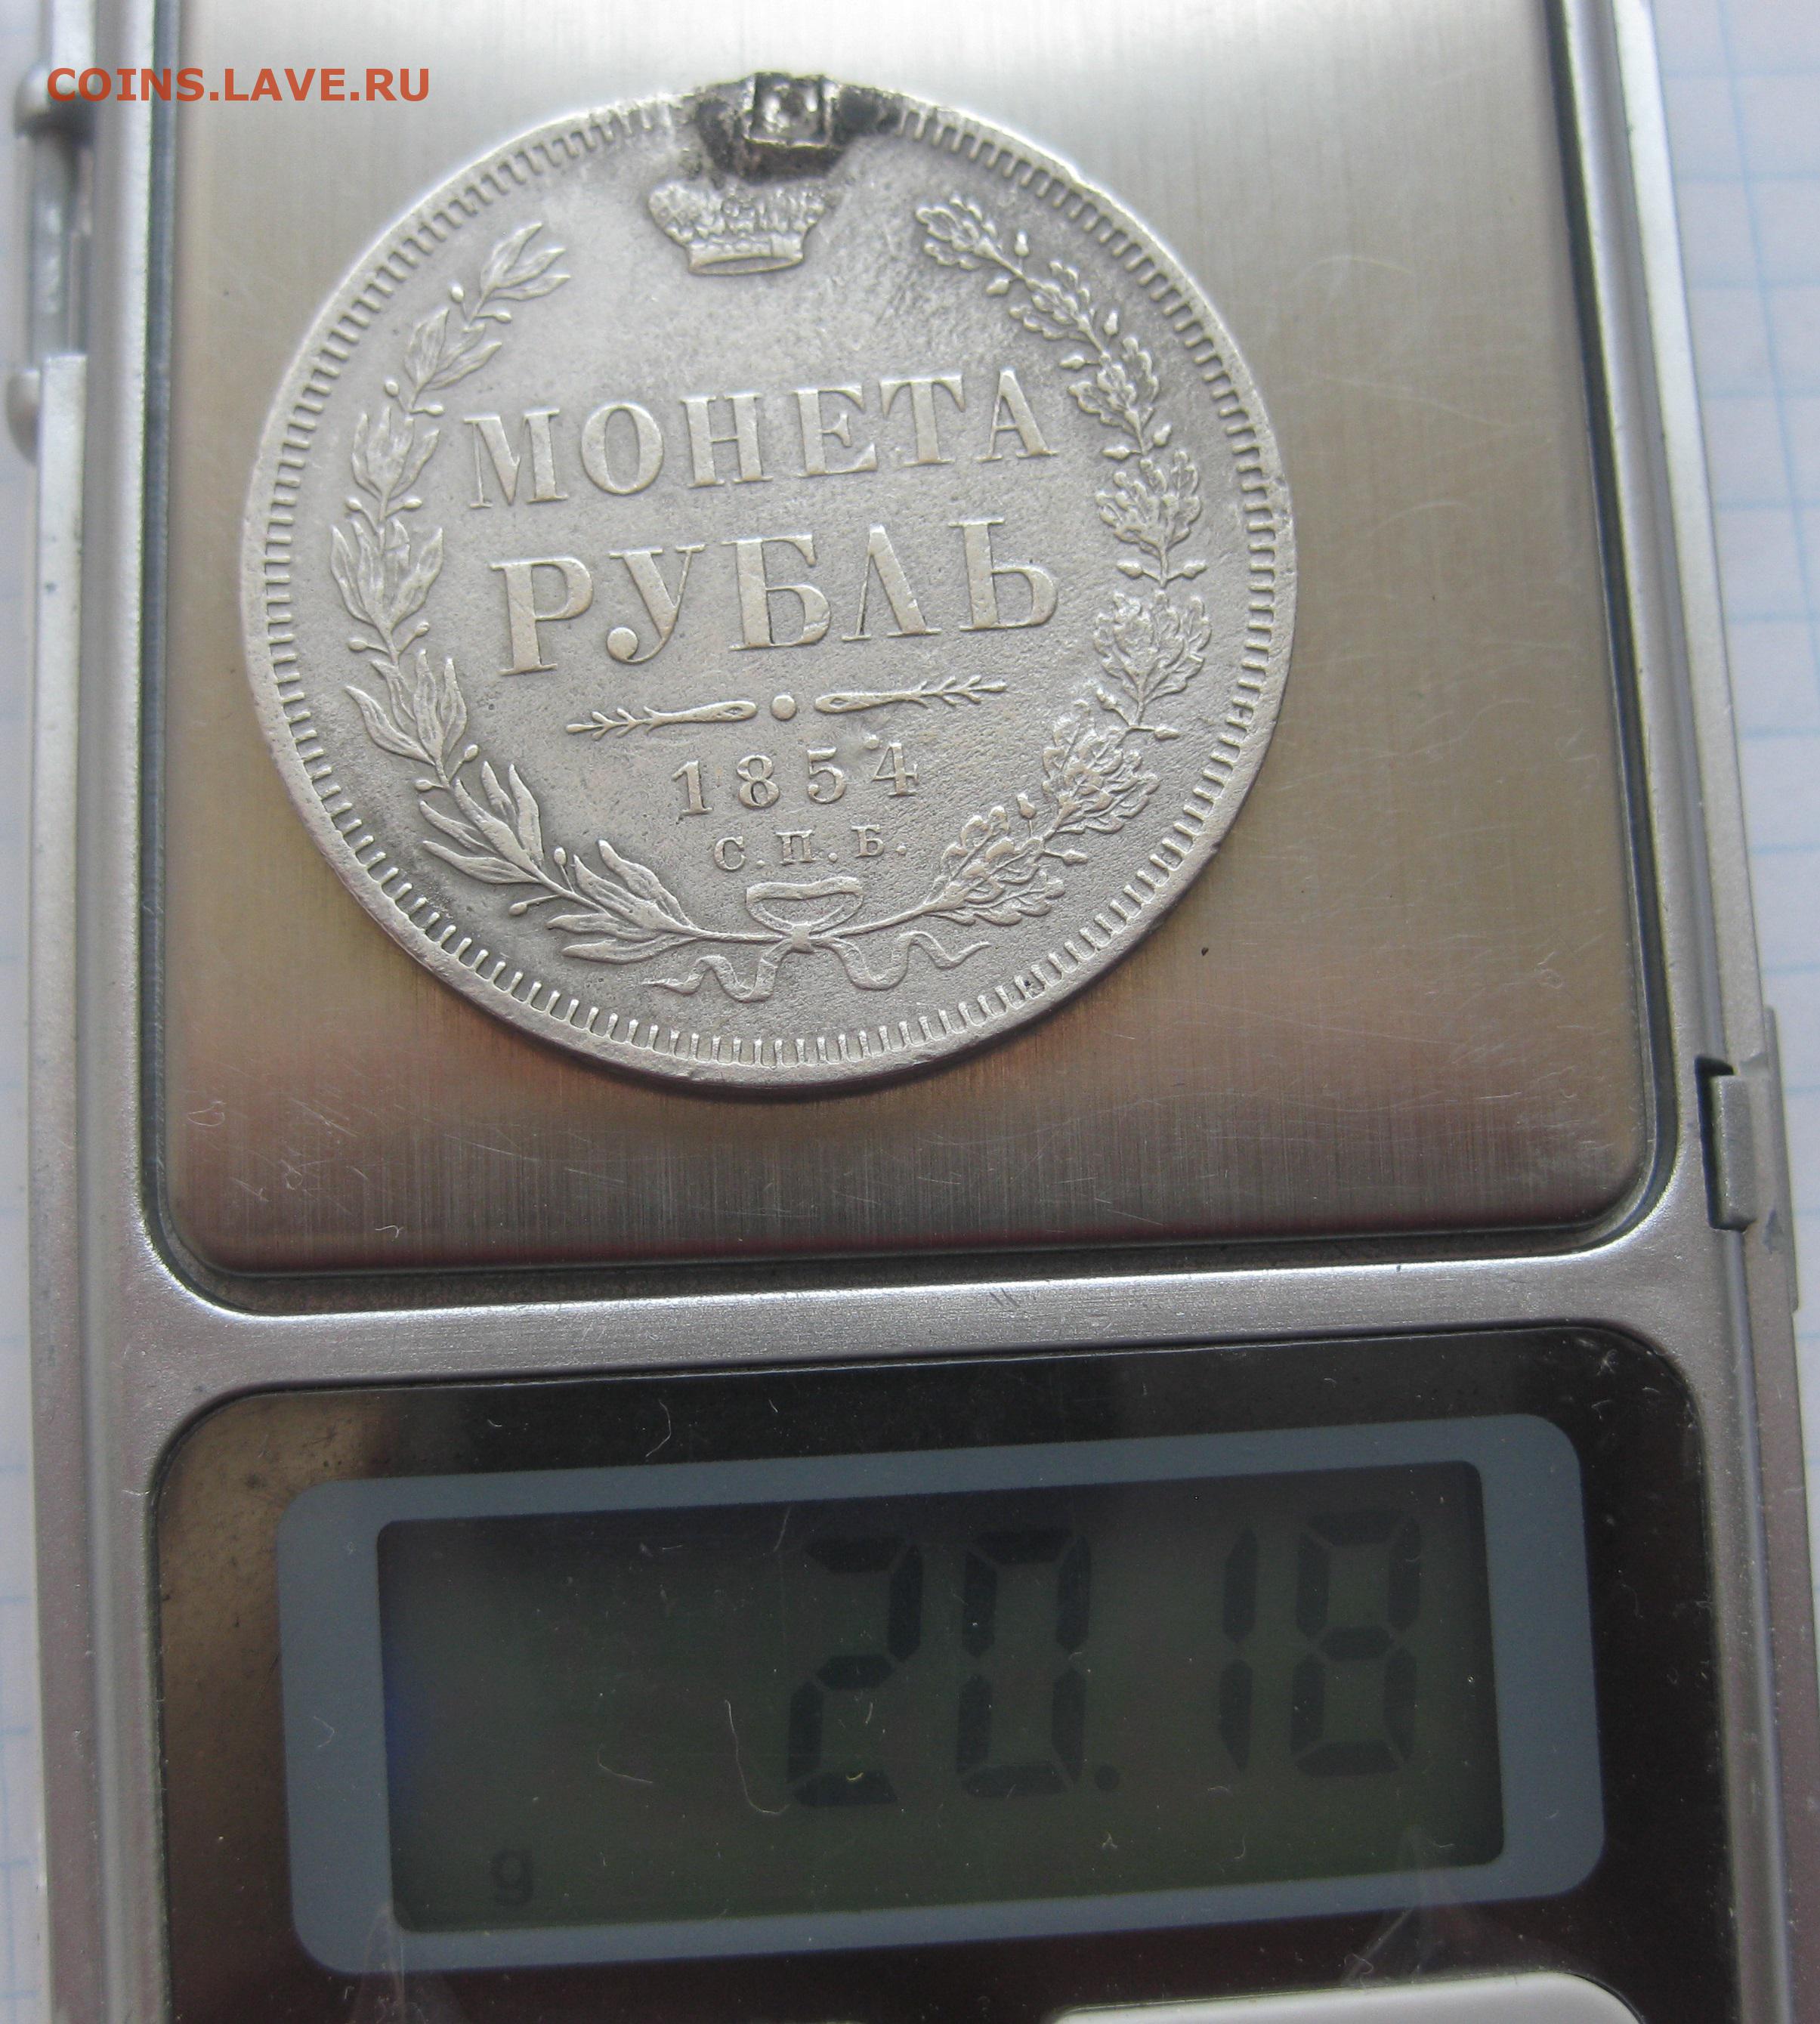 COINS.LAVE.RU
МОНЕТА
РУБЛЬ
1854
С.П.Б.
20.18
g